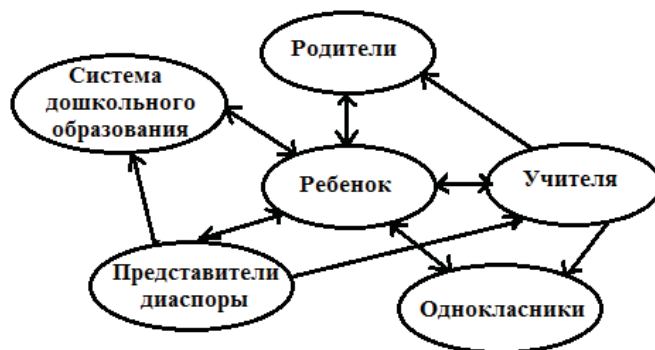 Родители
Система
дошкольного
образования
Ребенок
Учителя
Представители
диаспоры
Однокласники